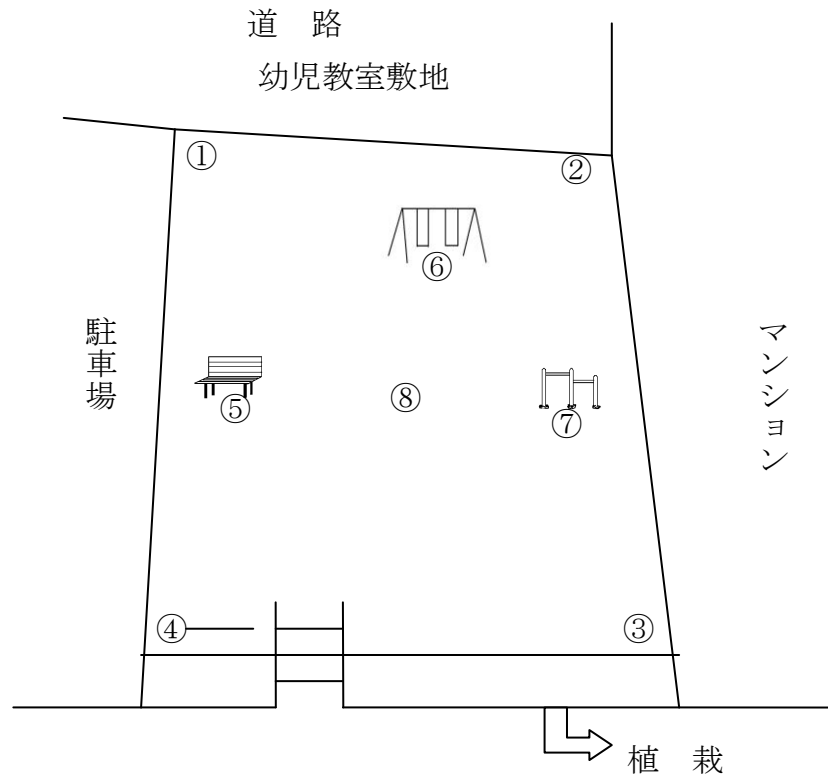 道 路
幼児教室敷地
①
②
⑥
駐車場
マンション
⑤
⑧
⑦
④
③
植 栽